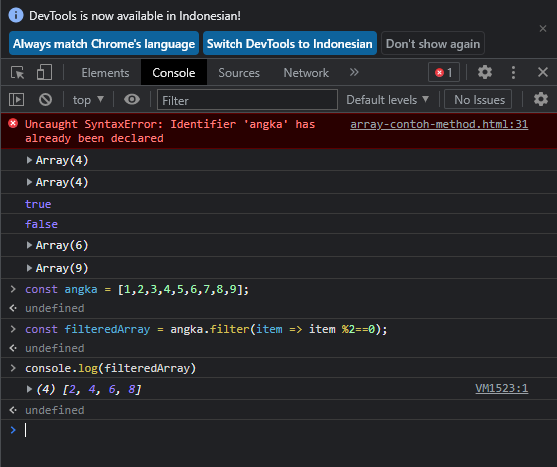 DevTools is now available in Indonesian!
Always match Chrome's language Switch DevTools to Indonesian Don't show again
Elements Console Sources Network » 1
top Filter Default levels No Issues
Uncaught SyntaxError: Identifier 'angka' has array-contoh-method.html:31
already been declared
Array(4)
Array(4)
true
false
Array(6)
Array(9)
> const angka = [1,2,3,4,5,6,7,8,9];
undefined
> const filteredArray = angka.filter(item => item %2==0);
undefined
> console.log(filteredArray)
(4) [2, 4, 6, 8] VM1523:1
undefined
>